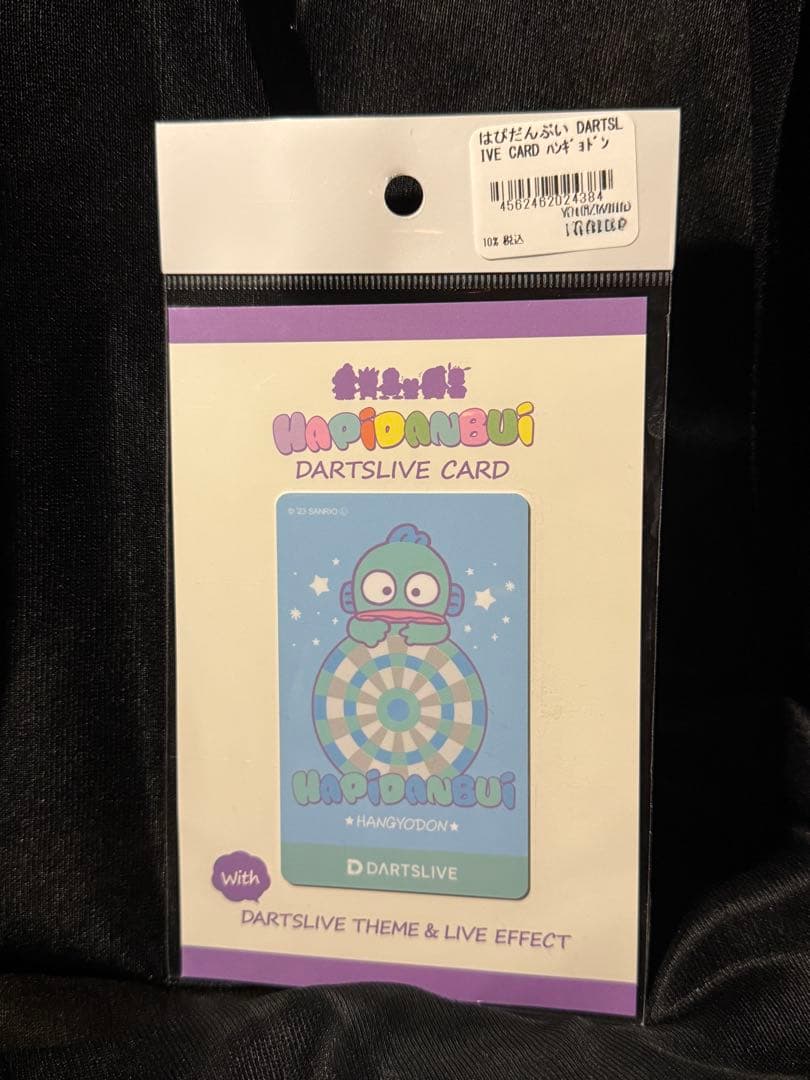 はぴだんぶい DARTSL
IVE CARD ﾊﾝｷﾞｮﾄﾞﾝ
4562462024384
10% 税込
HAPiDANBUi
DARTSLIVE CARD
© '23 SANRIO Ⓛ
HAPiDANBUi
★HANGYODON★
DARTSLIVE
With
DARTSLIVE THEME & LIVE EFFECT